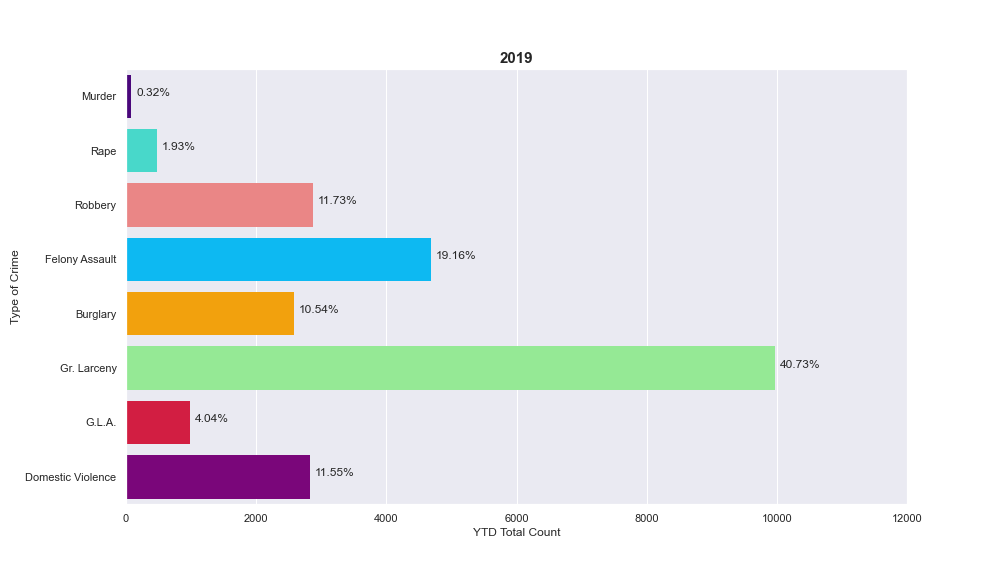 2019
Murder
0.32%
Rape
1.93%
Robbery
11.73%
Felony Assault
19.16%
Burglary
10.54%
Gr. Larceny
40.73%
G.L.A.
4.04%
Domestic Violence
11.55%
Type of Crime
0 2000 4000 6000 8000 10000 12000
YTD Total Count